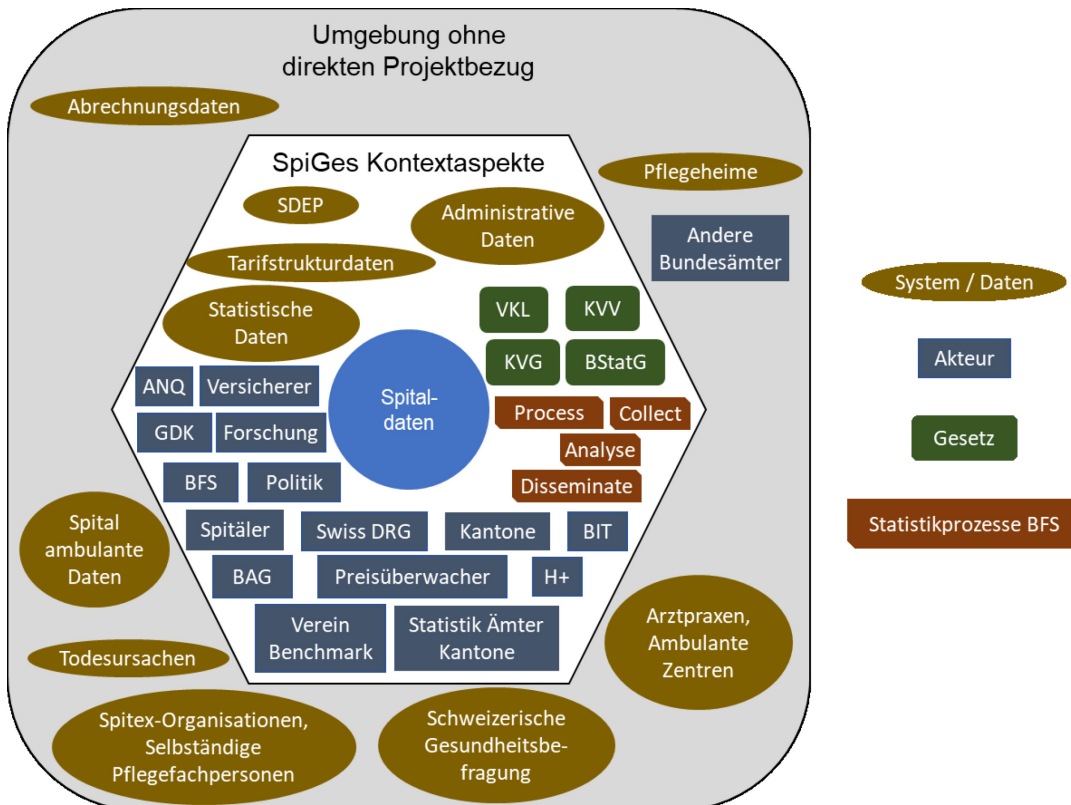 Umgebung ohne
direkten Projektbezug
Abrechnungsdaten
SpiGes Kontextaspekte
Pflegeheime
SDEP
Administrative
Daten
Andere
Bundesämter
Tarifstrukturdaten
System / Daten
Statistische
Daten
VKL
KVV
KVG
BStatG
Akteur
ANQ
Versicherer
Spital-
daten
Process
Collect
GDK
Forschung
Analyse
Gesetz
BFS
Politik
Disseminate
Statistikprozesse BFS
Spital
ambulante
Daten
Spitäler
Swiss DRG
Kantone
BIT
BAG
Preisüberwacher
H+
Verein
Benchmark
Statistik Ämter
Kantone
Arztpraxen,
Ambulante
Zentren
Todesursachen
Spitex-Organisationen,
Selbständige
Pflegefachpersonen
Schweizerische
Gesundheitsbe-
fragung